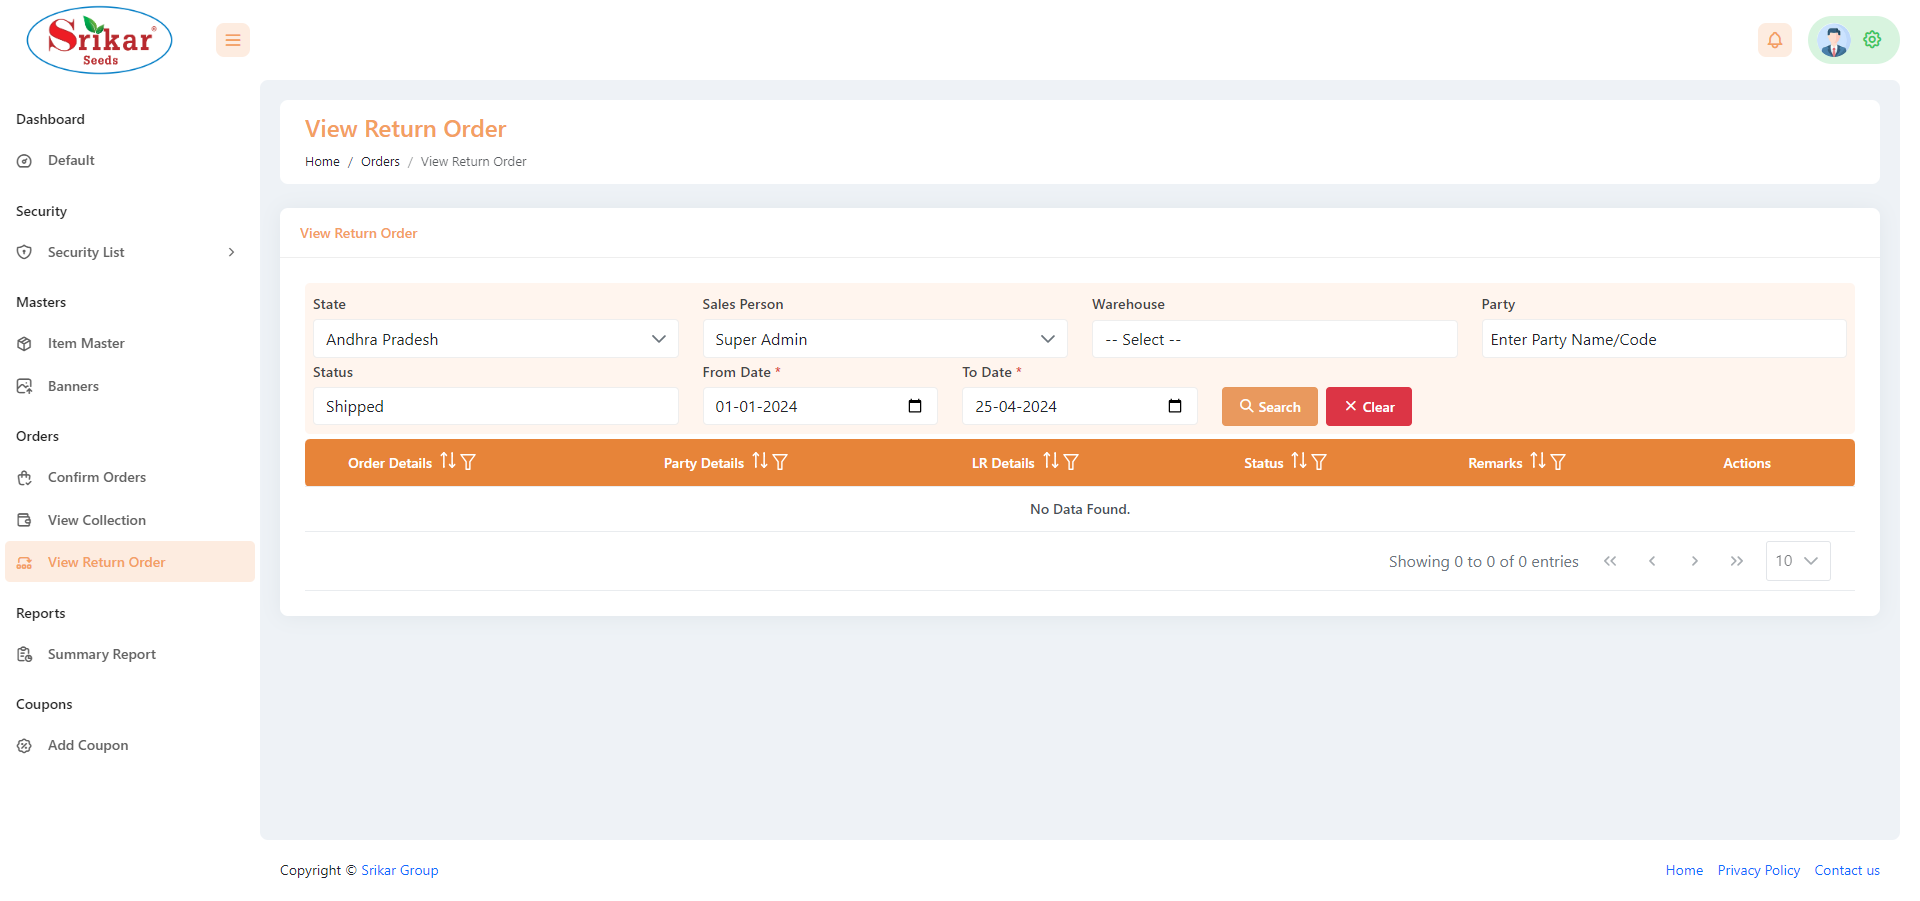 Srikar®
Seeds
Dashboard
Default
Security
Security List
Masters
Item Master
Banners
Orders
Confirm Orders
View Collection
View Return Order
Reports
Summary Report
Coupons
Add Coupon
View Return Order
Home / Orders / View Return Order
View Return Order
State Sales Person Warehouse Party
Andhra Pradesh Super Admin -- Select -- Enter Party Name/Code
Status From Date * To Date *
Shipped 01-01-2024 25-04-2024 Search Clear
Order Details Party Details LR Details Status Remarks Actions
No Data Found.
Showing 0 to 0 of 0 entries 10
Copyright © Srikar Group Home Privacy Policy Contact us